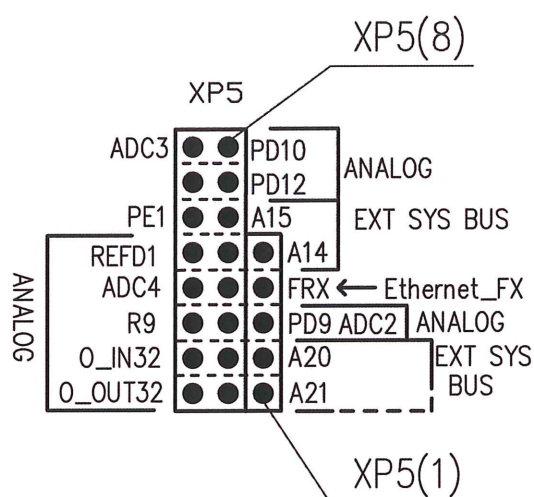 XP5(8)
XP5
ADC3 PD10
ANALOG
PD12
PE1 A15
EXT SYS BUS
REFD1 A14
ADC4 FRX ← Ethernet_FX
ANALOG
R9 PD9 ADC2 ANALOG
O_IN32 A20 EXT SYS
BUS
O_OUT32 A21
XP5(1)